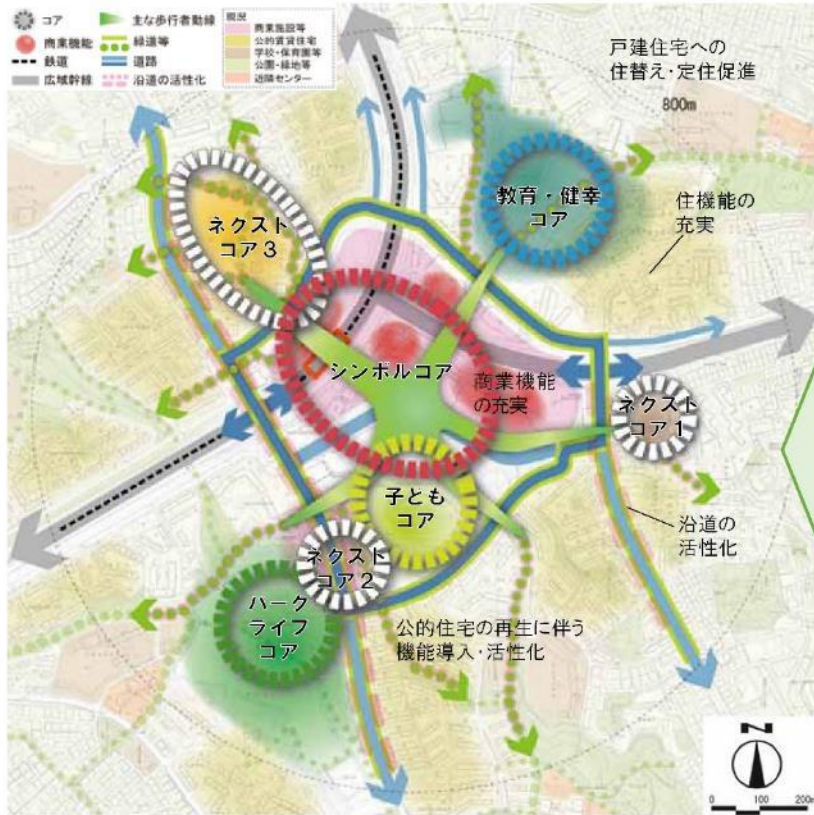 コア
商業機能
鉄道
広域幹線
主な歩行者動線
緑道等
道路
沿道の活性化
概況
商業施設等
公的賃貸住宅
学校・保育園等
公園・緑地等
近隣センター
戸建住宅への
住替え・定住促進
800m
教育・健幸
コア
住機能の
充実
ネクスト
コア3
シンボルコア
商業機能
の充実
ネクスト
コア1
子ども
コア
沿道の
活性化
ネクスト
コア2
パーク
ライフ
コア
公的住宅の再生に伴う
機能導入・活性化
N
0 100 200m